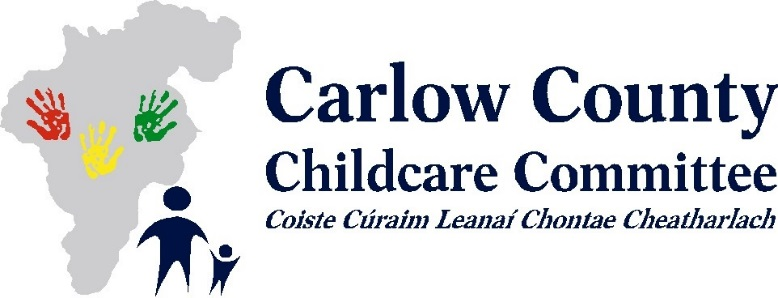 Carlow County
Childcare Committee
Coiste Cúraim Leanaí Chontae Cheatharlach